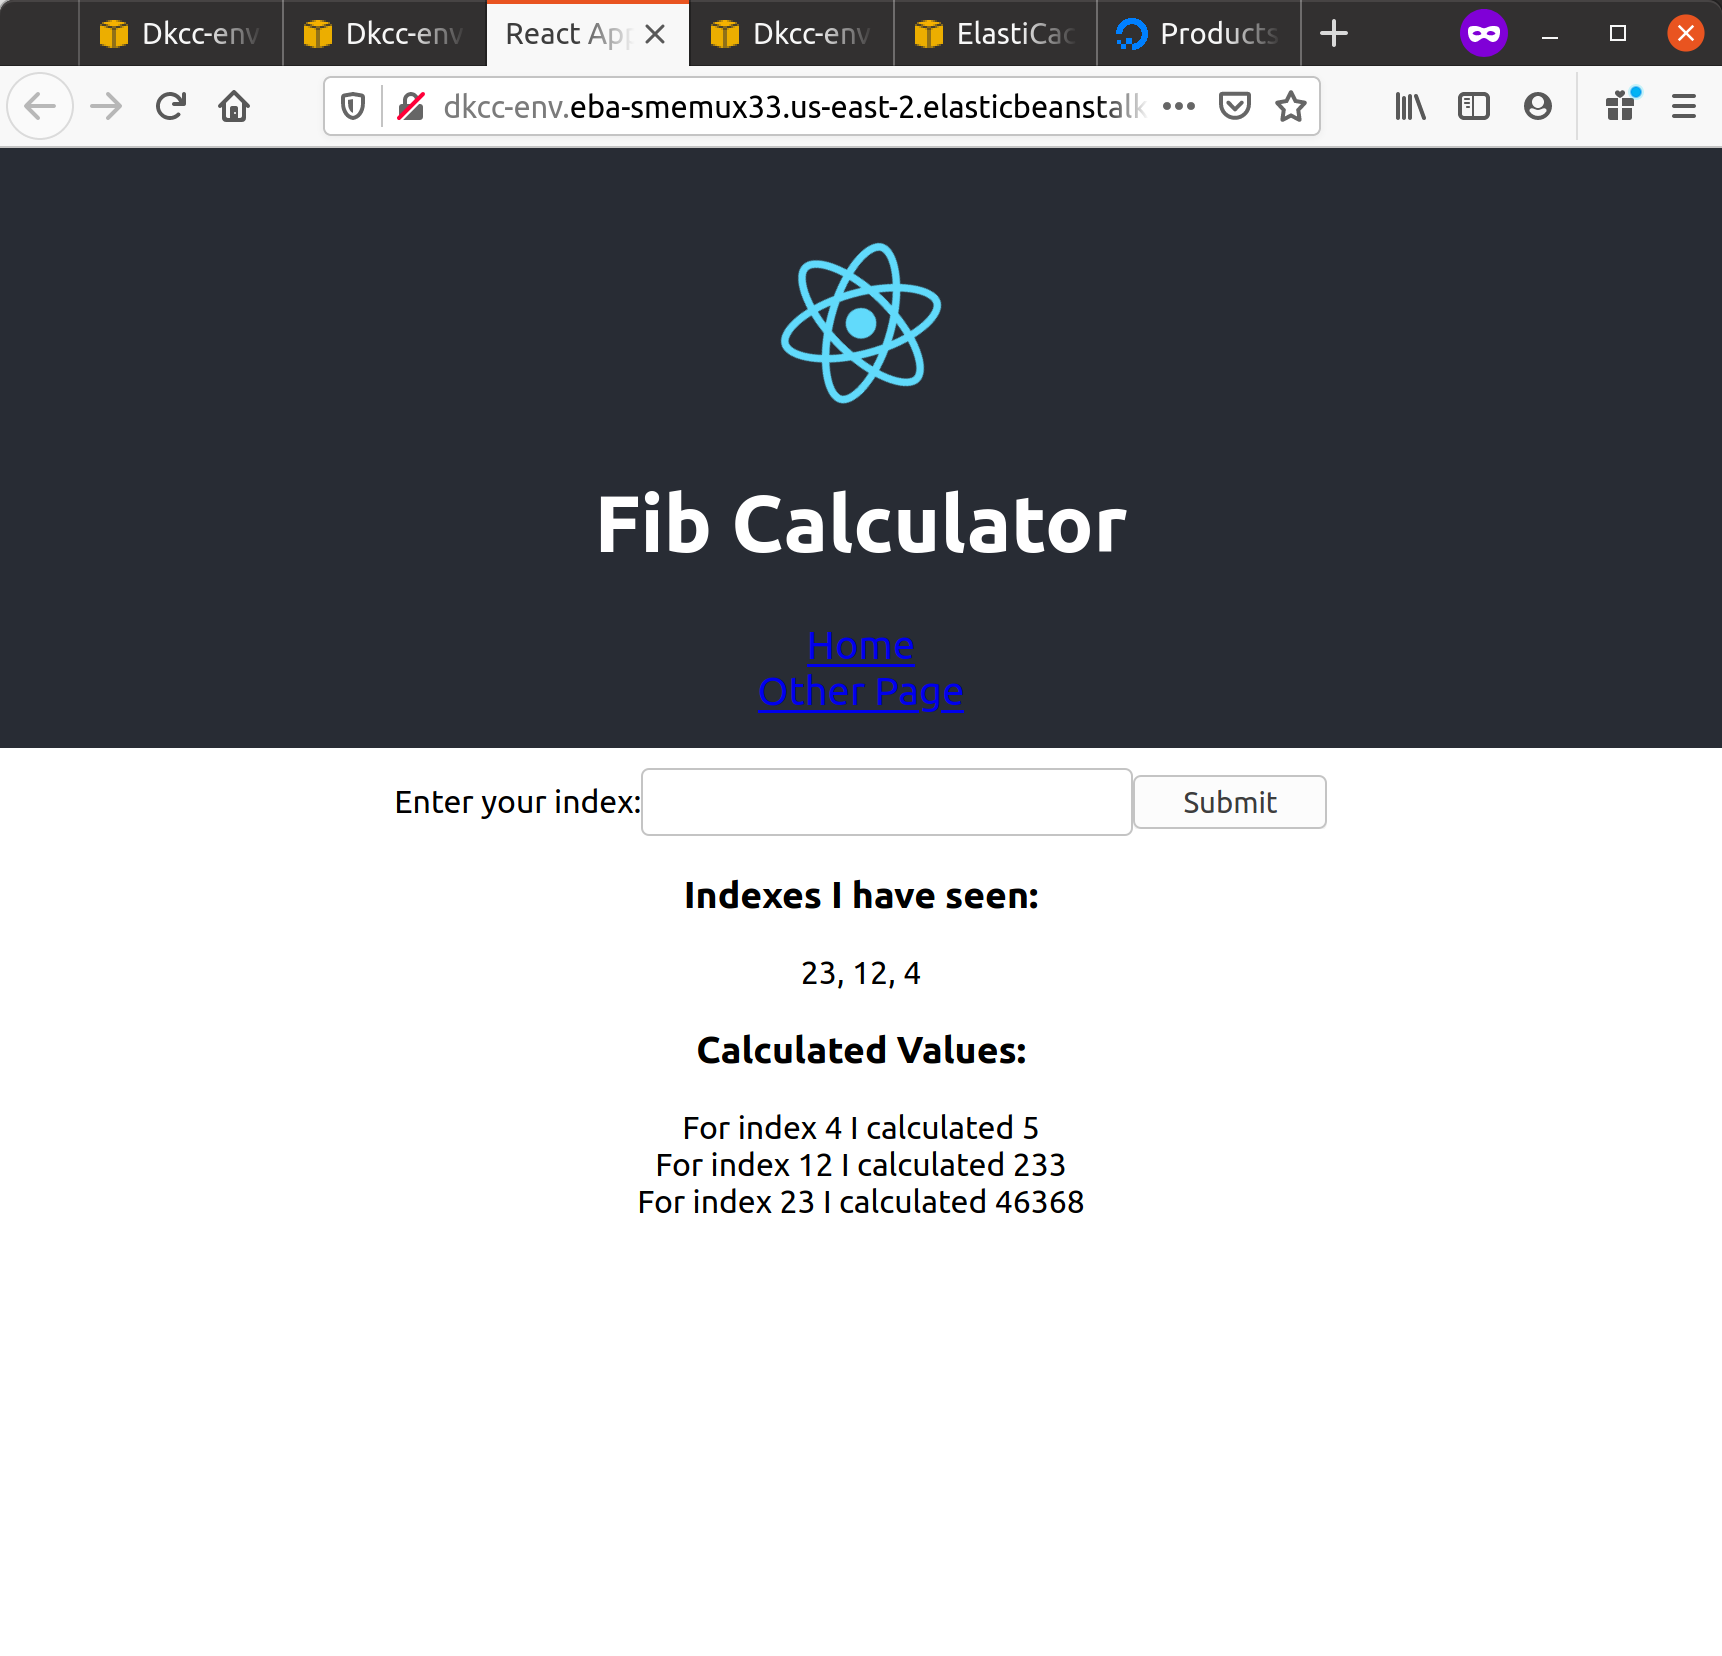 Dkcc-env
Dkcc-env
React App
Dkcc-env
ElastiCac
Products
dkcc-env.eba-smemux33.us-east-2.elasticbeanstalk
Fib Calculator
Home
Other Page
Enter your index:
Submit
Indexes I have seen:
23, 12, 4
Calculated Values:
For index 4 I calculated 5
For index 12 I calculated 233
For index 23 I calculated 46368